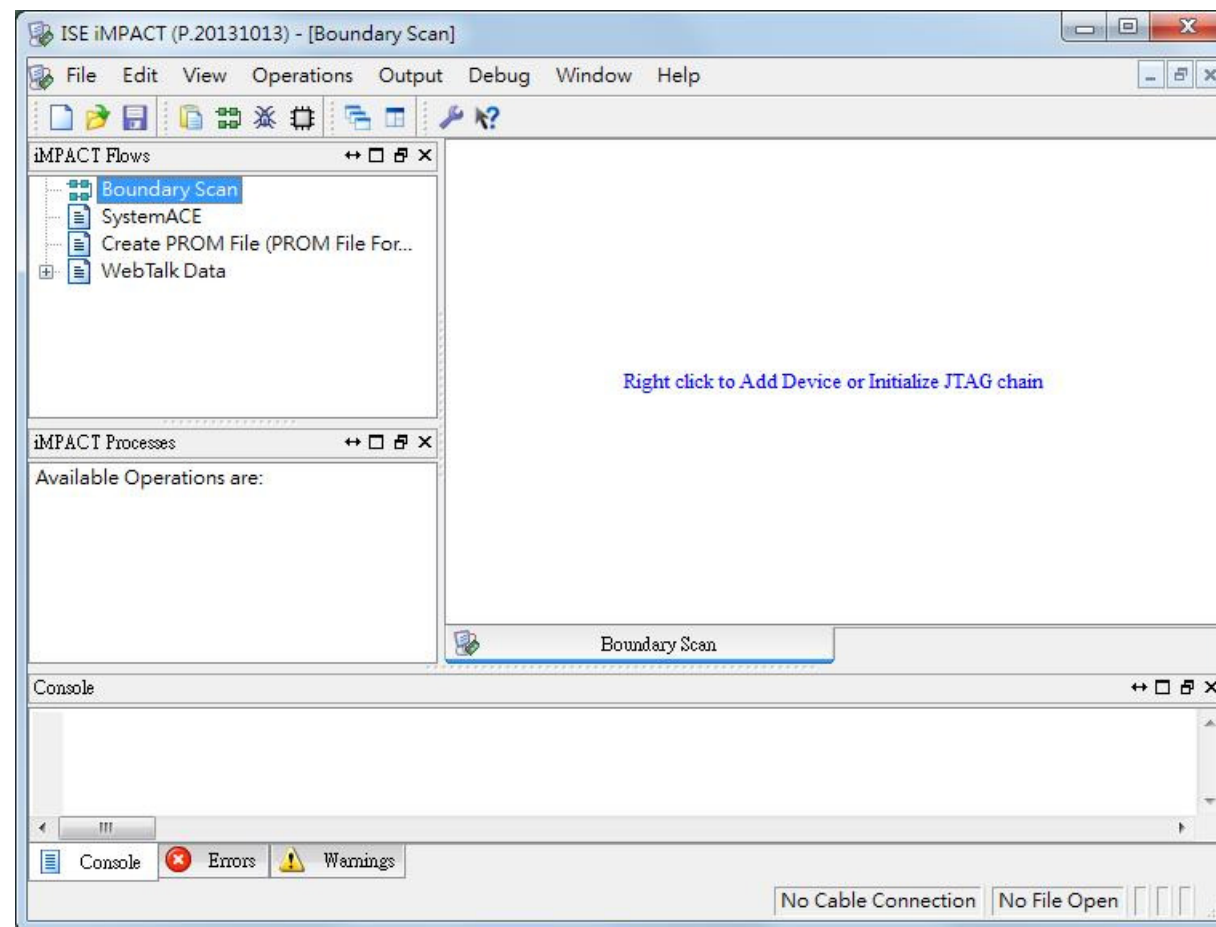 ISE iMPACT (P.20131013) - [Boundary Scan]
File Edit View Operations Output Debug Window Help
iMPACT Flows
Boundary Scan
SystemACE
Create PROM File (PROM File For...
WebTalk Data
Right click to Add Device or Initialize JTAG chain
iMPACT Processes
Available Operations are:
Boundary Scan
Console
Console Errors Warnings
No Cable Connection No File Open